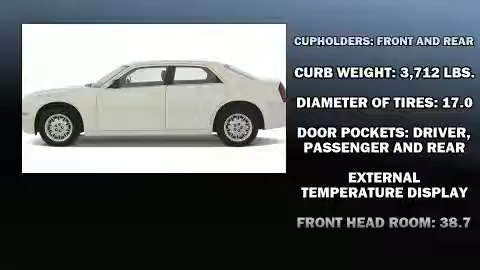 CUPHOLDERS: FRONT AND REAR
CURB WEIGHT: 3,712 LBS.
DIAMETER OF TIRES: 17.0
DOOR POCKETS: DRIVER,
PASSENGER AND REAR
EXTERNAL
TEMPERATURE DISPLAY
FRONT HEAD ROOM: 38.7